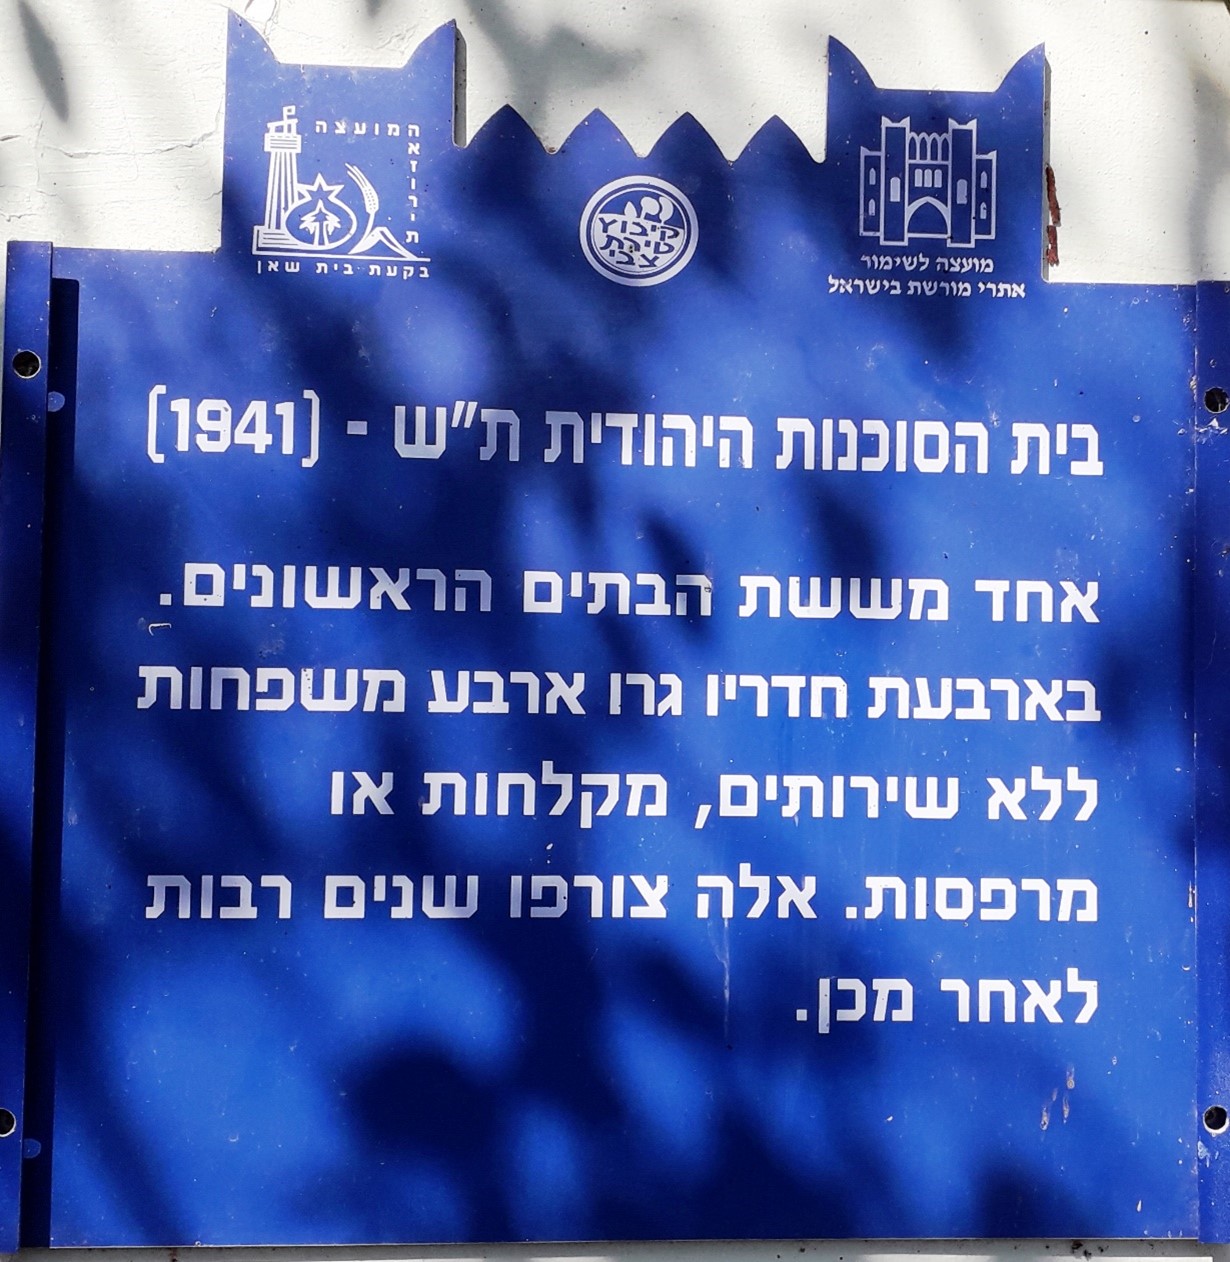 המועצה
האזורית
בקעת בית שאן
קיבוץ
טירת
צבי
מועצה לשימור
אתרי מורשת בישראל
בית הסוכנות היהודית ת"ש - (1941)
אחד מששת הבתים הראשונים.
בארבעת חדריו גרו ארבע משפחות
ללא שירותים, מקלחות או
מרפסות. אלה צורפו שנים רבות
לאחר מכן.